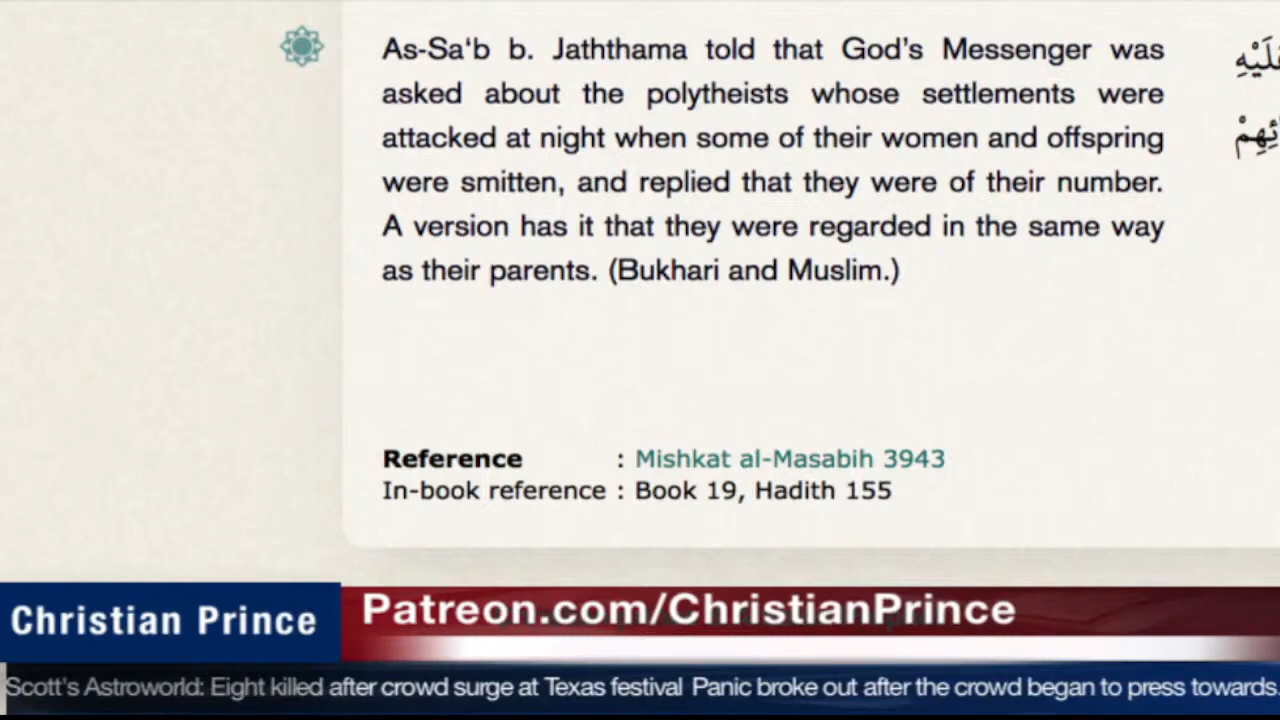 As-Sa‘b b. Jaththama told that God’s Messenger was
asked about the polytheists whose settlements were
attacked at night when some of their women and offspring
were smitten, and replied that they were of their number.
A version has it that they were regarded in the same way
as their parents. (Bukhari and Muslim.)
Reference : Mishkat al-Masabih 3943
In-book reference : Book 19, Hadith 155
Christian Prince
Patreon.com/ChristianPrince
Scott's Astroworld: Eight killed after crowd surge at Texas festival Panic broke out after the crowd began to press towards.